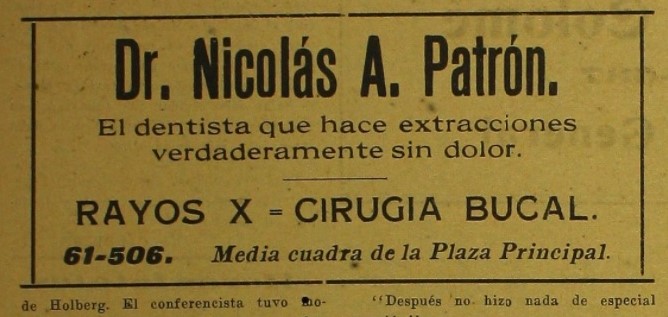 Dr. Nicolás A. Patrón.
El dentista que hace extracciones
verdaderamente sin dolor.
RAYOS X = CIRUGIA BUCAL.
61-506. Media cuadra de la Plaza Principal.
de Holberg. El conferencista tuvo mo-
“Después no hizo nada de especial